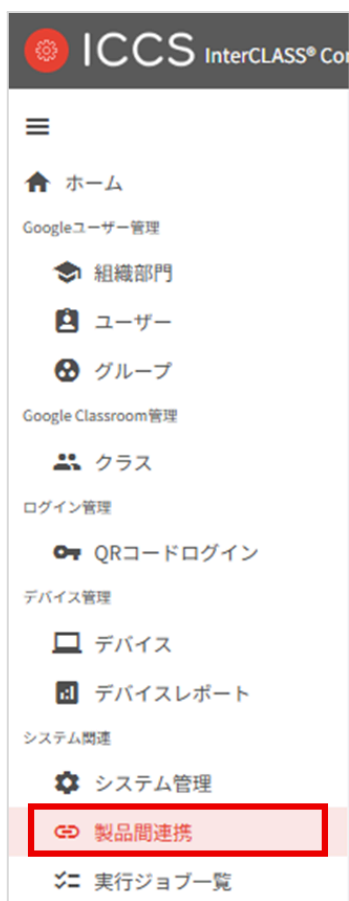 ICCS InterCLASS® Co
ホーム
Googleユーザー管理
組織部門
ユーザー
グループ
Google Classroom管理
クラス
ログイン管理
QRコードログイン
デバイス管理
デバイス
デバイスレポート
システム関連
システム管理
製品間連携
実行ジョブ一覧